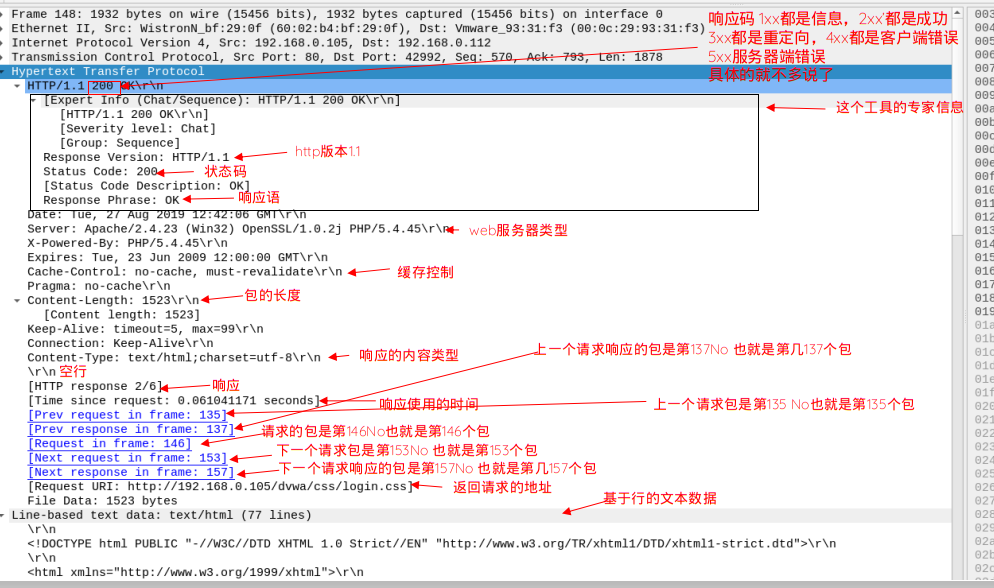 Frame 148: 1932 bytes on wire (15456 bits), 1932 bytes captured (15456 bits) on interface 0
响应码 1xx都是信息，2xx'都是成功
Ethernet II, Src: WistronN_bf:29:0f (60:02:b4:bf:29:0f), Dst: Vmware_93:31:f3 (00:0c:29:93:31:f3)
3xx都是重定向，4xx都是客户端错误
Internet Protocol Version 4, Src: 192.168.0.105, Dst: 192.168.0.112
5xx服务器端错误
Transmission Control Protocol, Src Port: 80, Dst Port: 42992, Seq: 570, Ack: 793, Len: 1878
具体的就不多说了
Hypertext Transfer Protocol
HTTP/1.1 200 OK\r\n
[Expert Info (Chat/Sequence): HTTP/1.1 200 OK\r\n]
这个工具的专家信息
[HTTP/1.1 200 OK\r\n]
[Severity level: Chat]
[Group: Sequence]
Response Version: HTTP/1.1
http版本1.1
Status Code: 200
状态码
[Status Code Description: OK]
Response Phrase: OK
响应语
Date: Tue, 27 Aug 2019 12:42:06 GMT\r\n
Server: Apache/2.4.23 (Win32) OpenSSL/1.0.2j PHP/5.4.45\r\n
web服务器类型
X-Powered-By: PHP/5.4.45\r\n
Expires: Tue, 23 Jun 2009 12:00:00 GMT\r\n
Cache-Control: no-cache, must-revalidate\r\n
缓存控制
Pragma: no-cache\r\n
Content-Length: 1523\r\n
包的长度
[Content length: 1523]
Keep-Alive: timeout=5, max=99\r\n
Connection: Keep-Alive\r\n
Content-Type: text/html;charset=utf-8\r\n
响应的内容类型
上一个请求响应的包是第137No 也就是第几137个包
\r\n
空行
[HTTP response 2/6]
响应
[Time since request: 0.061041171 seconds]
响应使用的时间
[Prev request in frame: 135]
上一个请求包是第135 No也就是第135个包
[Prev response in frame: 137]
请求的包是第146No也就是第146个包
[Request in frame: 146]
[Next request in frame: 153]
下一个请求包是第153No 也就是第153个包
[Next response in frame: 157]
下一个请求响应的包是第157No 也就是第几157个包
[Request URI: http://192.168.0.105/dvwa/css/login.css]
返回请求的地址
File Data: 1523 bytes
基于行的文本数据
Line-based text data: text/html (77 lines)
\r\n
<!DOCTYPE html PUBLIC "-//W3C//DTD XHTML 1.0 Strict//EN" "http://www.w3.org/TR/xhtml1/DTD/xhtml1-strict.dtd">\r\n
\r\n
<html xmlns="http://www.w3.org/1999/xhtml">\r\n